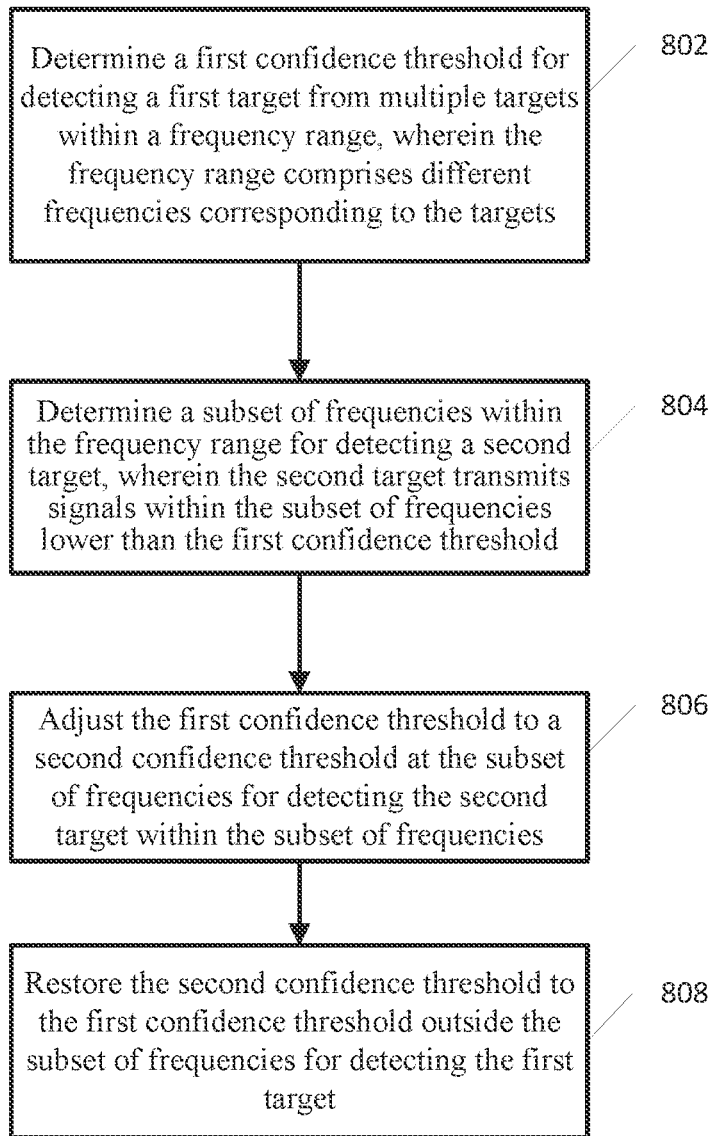 Determine a first confidence threshold for
detecting a first target from multiple targets
within a frequency range, wherein the
frequency range comprises different
frequencies corresponding to the targets
802
Determine a subset of frequencies within
the frequency range for detecting a second
target, wherein the second target transmits
signals within the subset of frequencies
lower than the first confidence threshold
804
Adjust the first confidence threshold to a
second confidence threshold at the subset
of frequencies for detecting the second
target within the subset of frequencies
806
Restore the second confidence threshold to
the first confidence threshold outside the
subset of frequencies for detecting the first
target
808